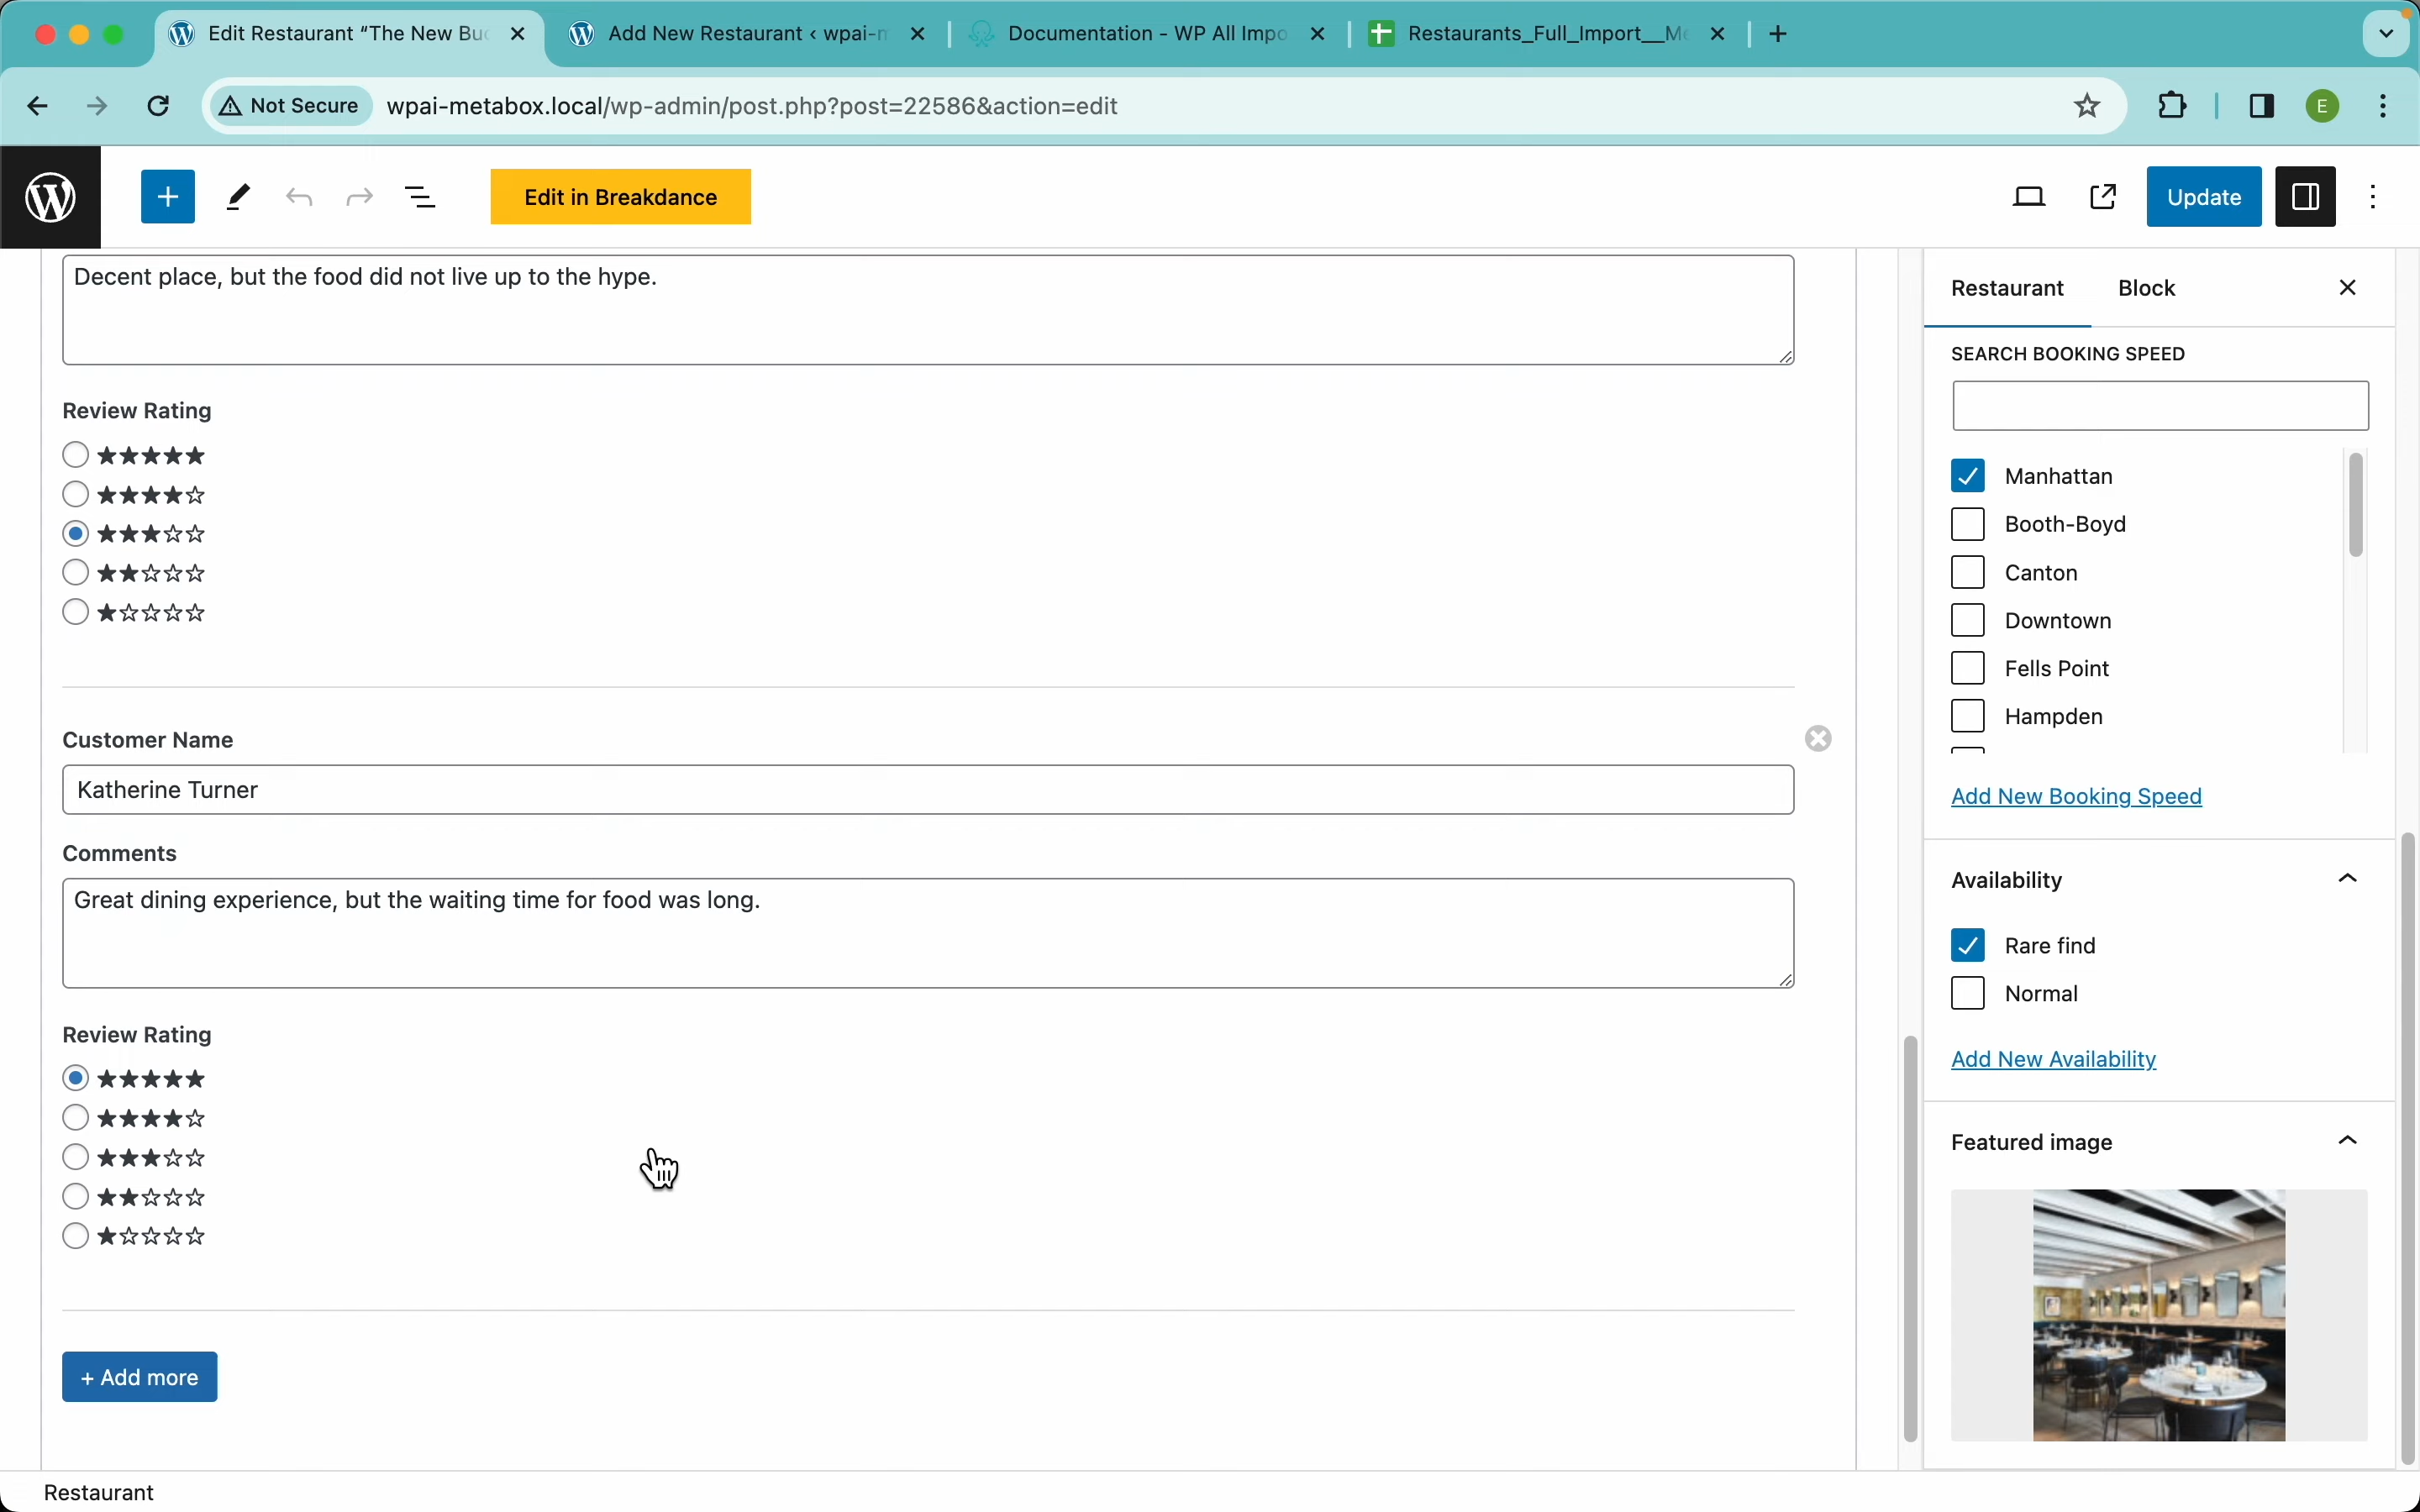 Edit Restaurant “The New Bu
Add New Restaurant ‹ wpai-m
Documentation - WP All Impo
Restaurants_Full_Import__Me
Not Secure
wpai-metabox.local/wp-admin/post.php?post=22586&action=edit
E
Edit in Breakdance
Update
Decent place, but the food did not live up to the hype.
Review Rating
★★★★★
★★★★☆
★★★☆☆
★★☆☆☆
★☆☆☆☆
Customer Name
Katherine Turner
Comments
Great dining experience, but the waiting time for food was long.
Review Rating
★★★★★
★★★★☆
★★★☆☆
★★☆☆☆
★☆☆☆☆
+ Add more
Restaurant
Block
SEARCH BOOKING SPEED
Manhattan
Booth-Boyd
Canton
Downtown
Fells Point
Hampden
Add New Booking Speed
Availability
Rare find
Normal
Add New Availability
Featured image
Restaurant